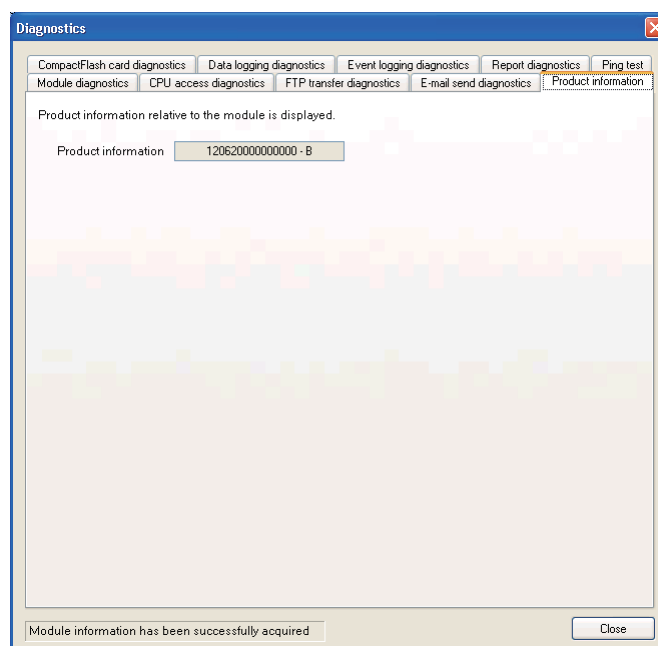 Diagnostics
CompactFlash card diagnostics Data logging diagnostics Event logging diagnostics Report diagnostics Ping test
Module diagnostics CPU access diagnostics FTP transfer diagnostics E-mail send diagnostics Product information
Product information relative to the module is displayed.
Product information 120620000000000 - B
Module information has been successfully acquired Close